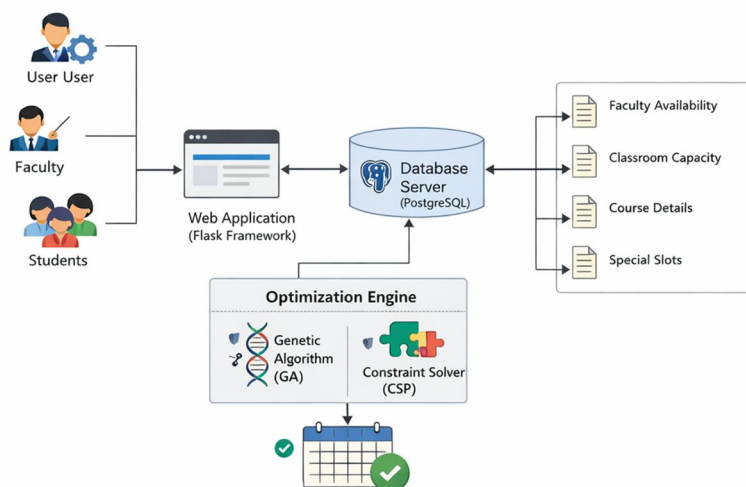 User User
Faculty
Students
Web Application
(Flask Framework)
Database
Server
(PostgreSQL)
Faculty Availability
Classroom Capacity
Course Details
Special Slots
Optimization Engine
Genetic
Algorithm
(GA)
Constraint Solver
(CSP)